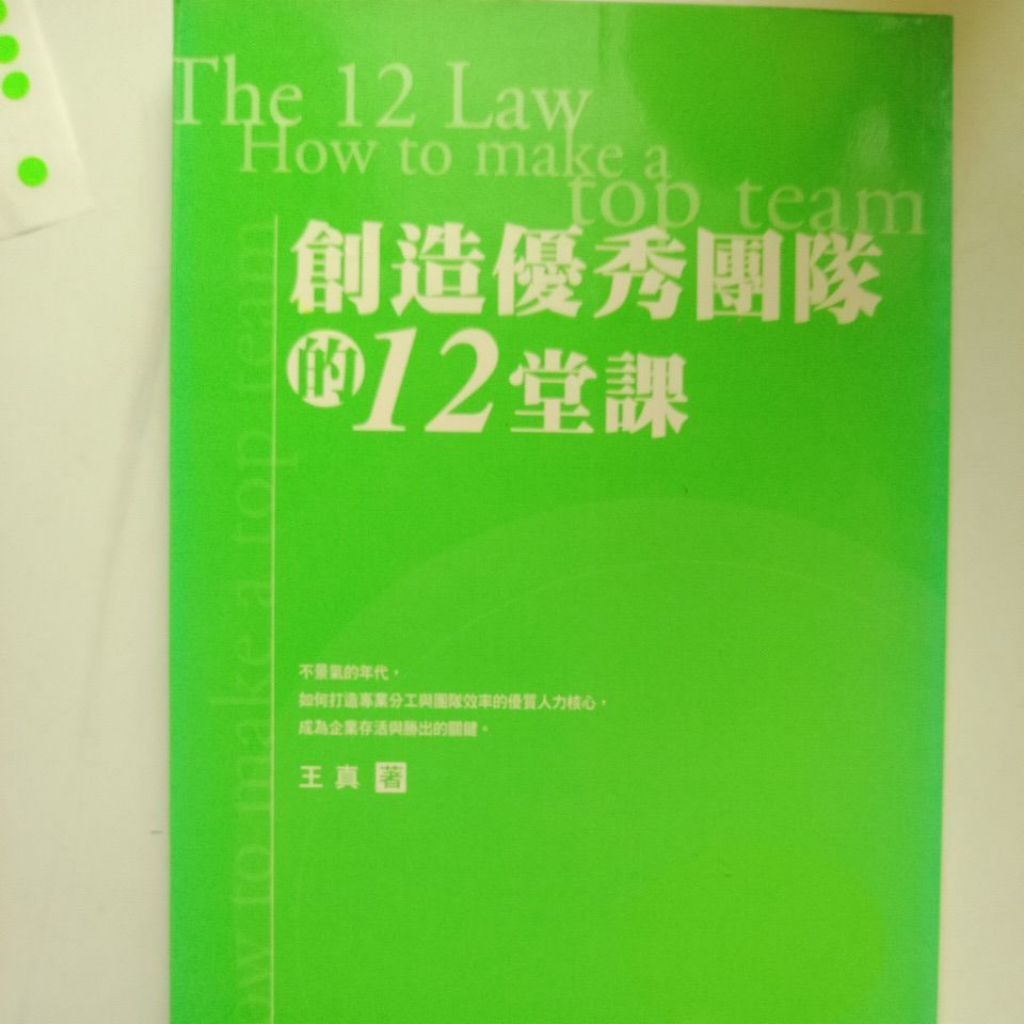 The 12 Law
How to make a
top team
創造優秀團隊
的12堂課
不景氣的年代，
如何打造專業分工與團隊效率的優質人力核心，
成為企業存活與勝出的關鍵。
王真 著
ow to make a top team